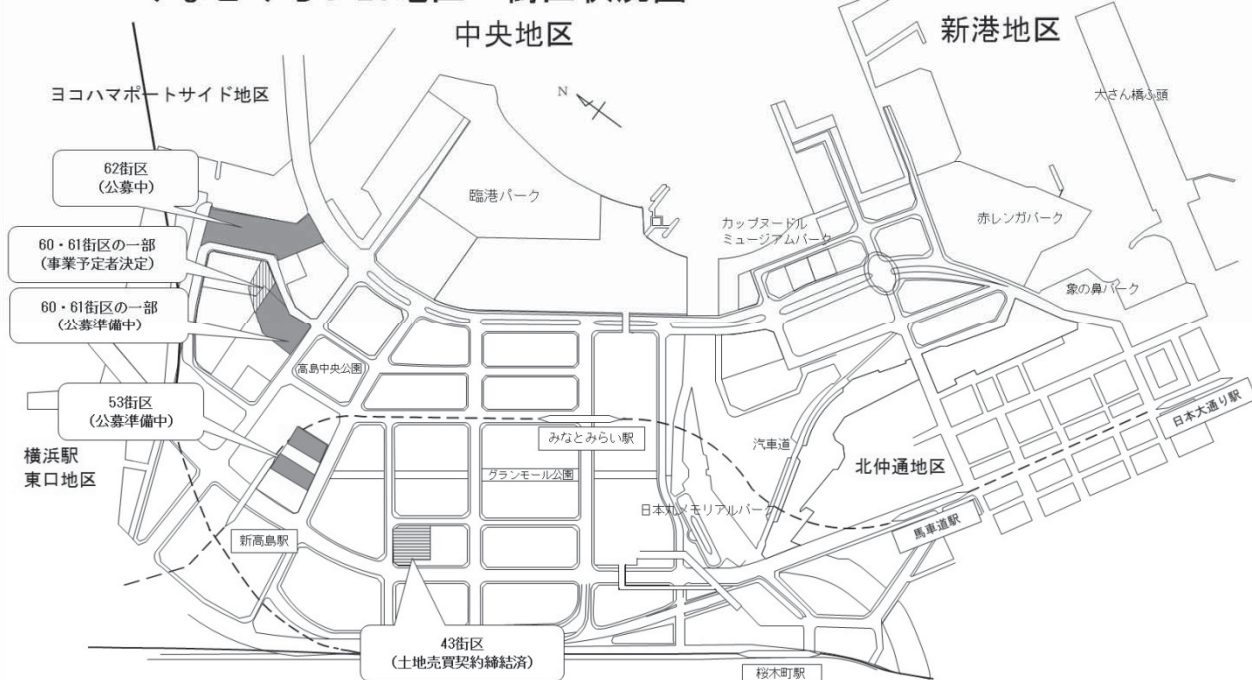 中央地区
新港地区
ヨコハマポートサイド地区
N
大さん橋ふ頭
62街区
(公募中)
臨港パーク
カップヌードル
ミュージアムパーク
赤レンガパーク
60・61街区の一部
(事業予定者決定)
象の鼻パーク
60・61街区の一部
(公募準備中)
高島中央公園
53街区
(公募準備中)
日本大通り駅
みなとみらい駅
汽車道
横浜駅
東口地区
グランモール公園
北仲通地区
日本丸メモリアルパーク
馬車道駅
新高島駅
43街区
(土地売買契約締結済)
桜木町駅